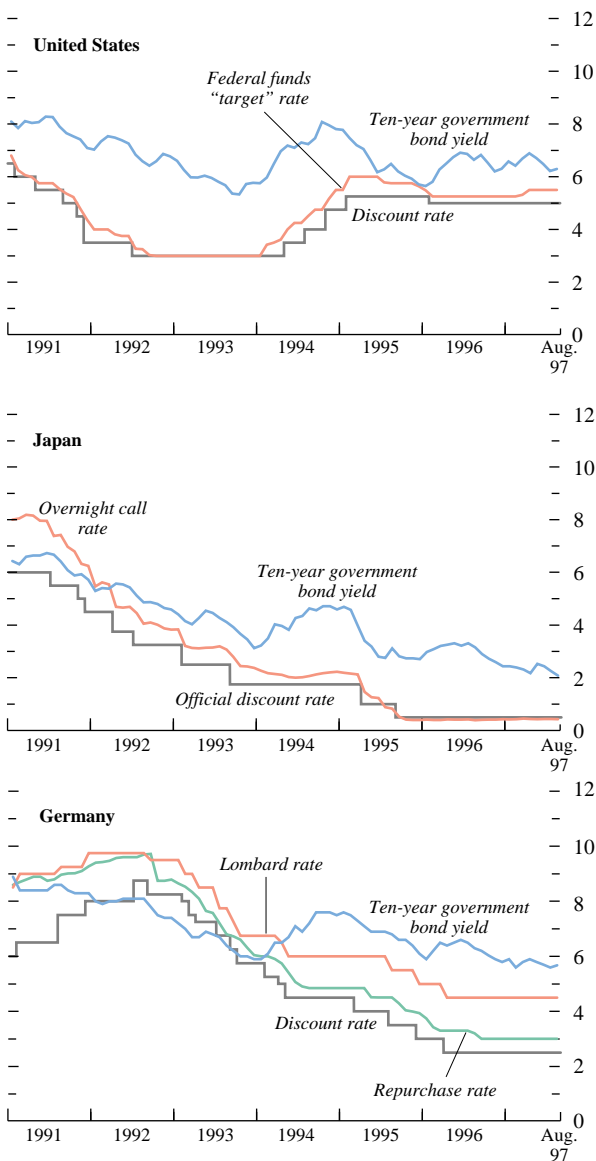 12
United States
10
Federal funds
“target” rate
Ten-year government
bond yield
8
6
Discount rate
4
2
0
1991 1992 1993 1994 1995 1996 Aug.
97
12
Japan
10
Overnight call
rate
8
Ten-year government
bond yield
6
4
Official discount rate
2
0
1991 1992 1993 1994 1995 1996 Aug.
97
12
Germany
10
Lombard rate
Ten-year government
bond yield
8
6
4
Discount rate
2
Repurchase rate
0
1991 1992 1993 1994 1995 1996 Aug.
97